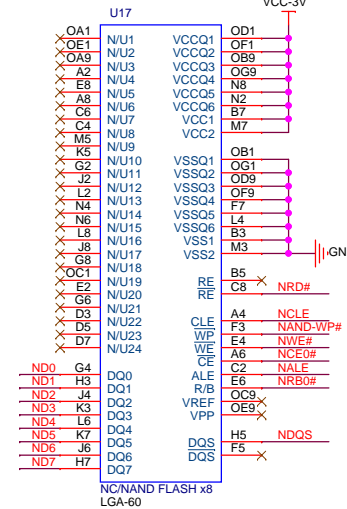 VCC-3V
U17
OA1 N/U1 VCCQ1 OD1
OE1 N/U2 VCCQ2 OF1
OA9 N/U3 VCCQ3 OB9
A2 N/U4 VCCQ4 OG9
E8 N/U5 VCCQ5 N8
A8 N/U6 VCCQ6 N2
C6 N/U7 VCC1 B7
C4 N/U8 VCC2 M7
M5 N/U9
K5 N/U10 VSSQ1 OB1
G2 N/U11 VSSQ2 OG1
J2 N/U12 VSSQ3 OD9
L2 N/U13 VSSQ4 OF9
N4 N/U14 VSSQ5 F7
N6 N/U15 VSSQ6 L4
L8 N/U16 VSS1 B3
J8 N/U17 VSS2 M3 GN
G8 N/U18
OC1 N/U19 RE B5
E2 N/U20 RE C8 NRD#
G6 N/U21
D3 N/U22 CLE A4 NCLE
D5 N/U23 WP F3 NAND-WP#
D7 N/U24 WE E4 NWE#
CE A6 NCE0#
ND0 G4 DQ0 ALE C2 NALE
ND1 H3 DQ1 R/B E6 NRB0#
ND2 J4 DQ2 VREF OC9
ND3 K3 DQ3 VPP OE9
ND4 L6 DQ4
ND5 K7 DQ5 DQS H5 NDQS
ND6 J6 DQ6 DQS F5
ND7 H7 DQ7
NC/NAND FLASH x8
LGA-60